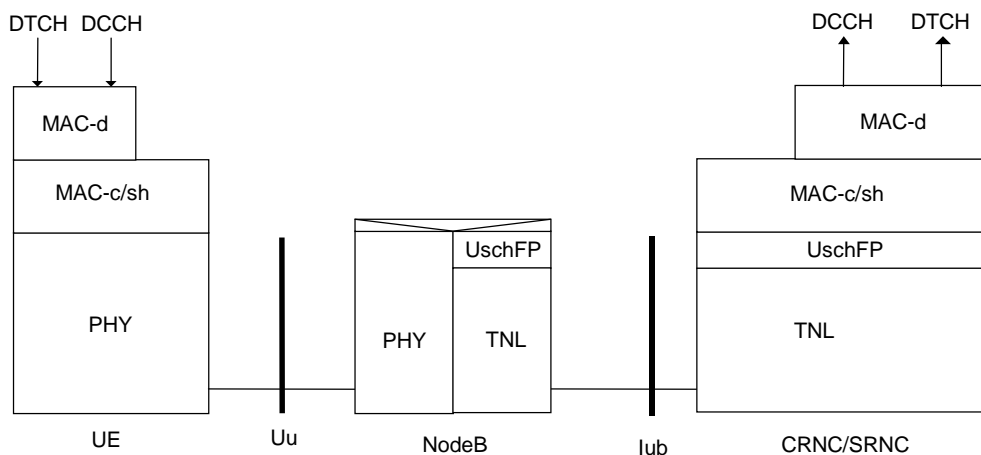 DTCH DCCH
DCCH DTCH
MAC-d
MAC-d
MAC-c/sh
MAC-c/sh
UschFP
UschFP
PHY
PHY
TNL
TNL
UE
Uu
NodeB
Iub
CRNC/SRNC